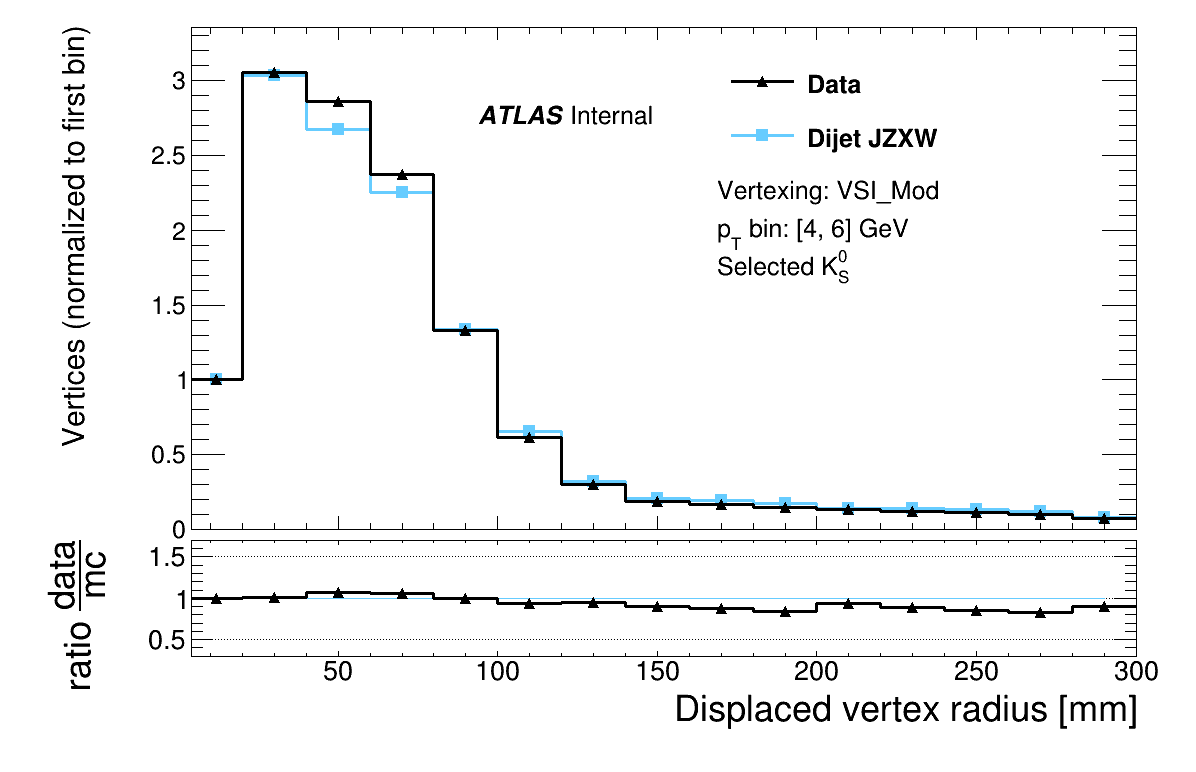 Vertices (normalized to first bin)
3
2.5
2
1.5
1
0.5
0
ATLAS Internal
Data
Dijet JZXW
Vertexing: VSI_Mod
p_T bin: [4, 6] GeV
Selected K_S^0
ratio data/mc
1.5
1
0.5
50 100 150 200 250 300
Displaced vertex radius [mm]